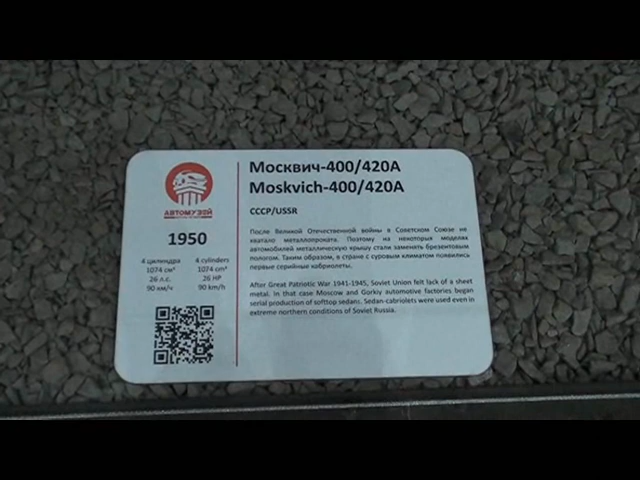 АВТОМУЗЕЙ
1950
4 цилиндра 4 cylinders
1074 см³ 1074 cm³
26 л.с. 26 HP
90 км/ч 90 km/h
Москвич-400/420А
Moskvich-400/420A
СССР/USSR
После Великой Отечественной войны в Советском Союзе не
хватало металлопроката. Поэтому на некоторых моделях
автомобилей металлическую крышу стали заменять брезентовым
пологом. Таким образом, в стране с суровым климатом появились
первые серийные кабриолеты.
After Great Patriotic War 1941-1945, Soviet Union felt lack of a sheet
metal. In that case Moscow and Gorkiy automotive factories began
serial production of softtop sedans. Sedan-cabriolets were used even in
extreme northern conditions of Soviet Russia.